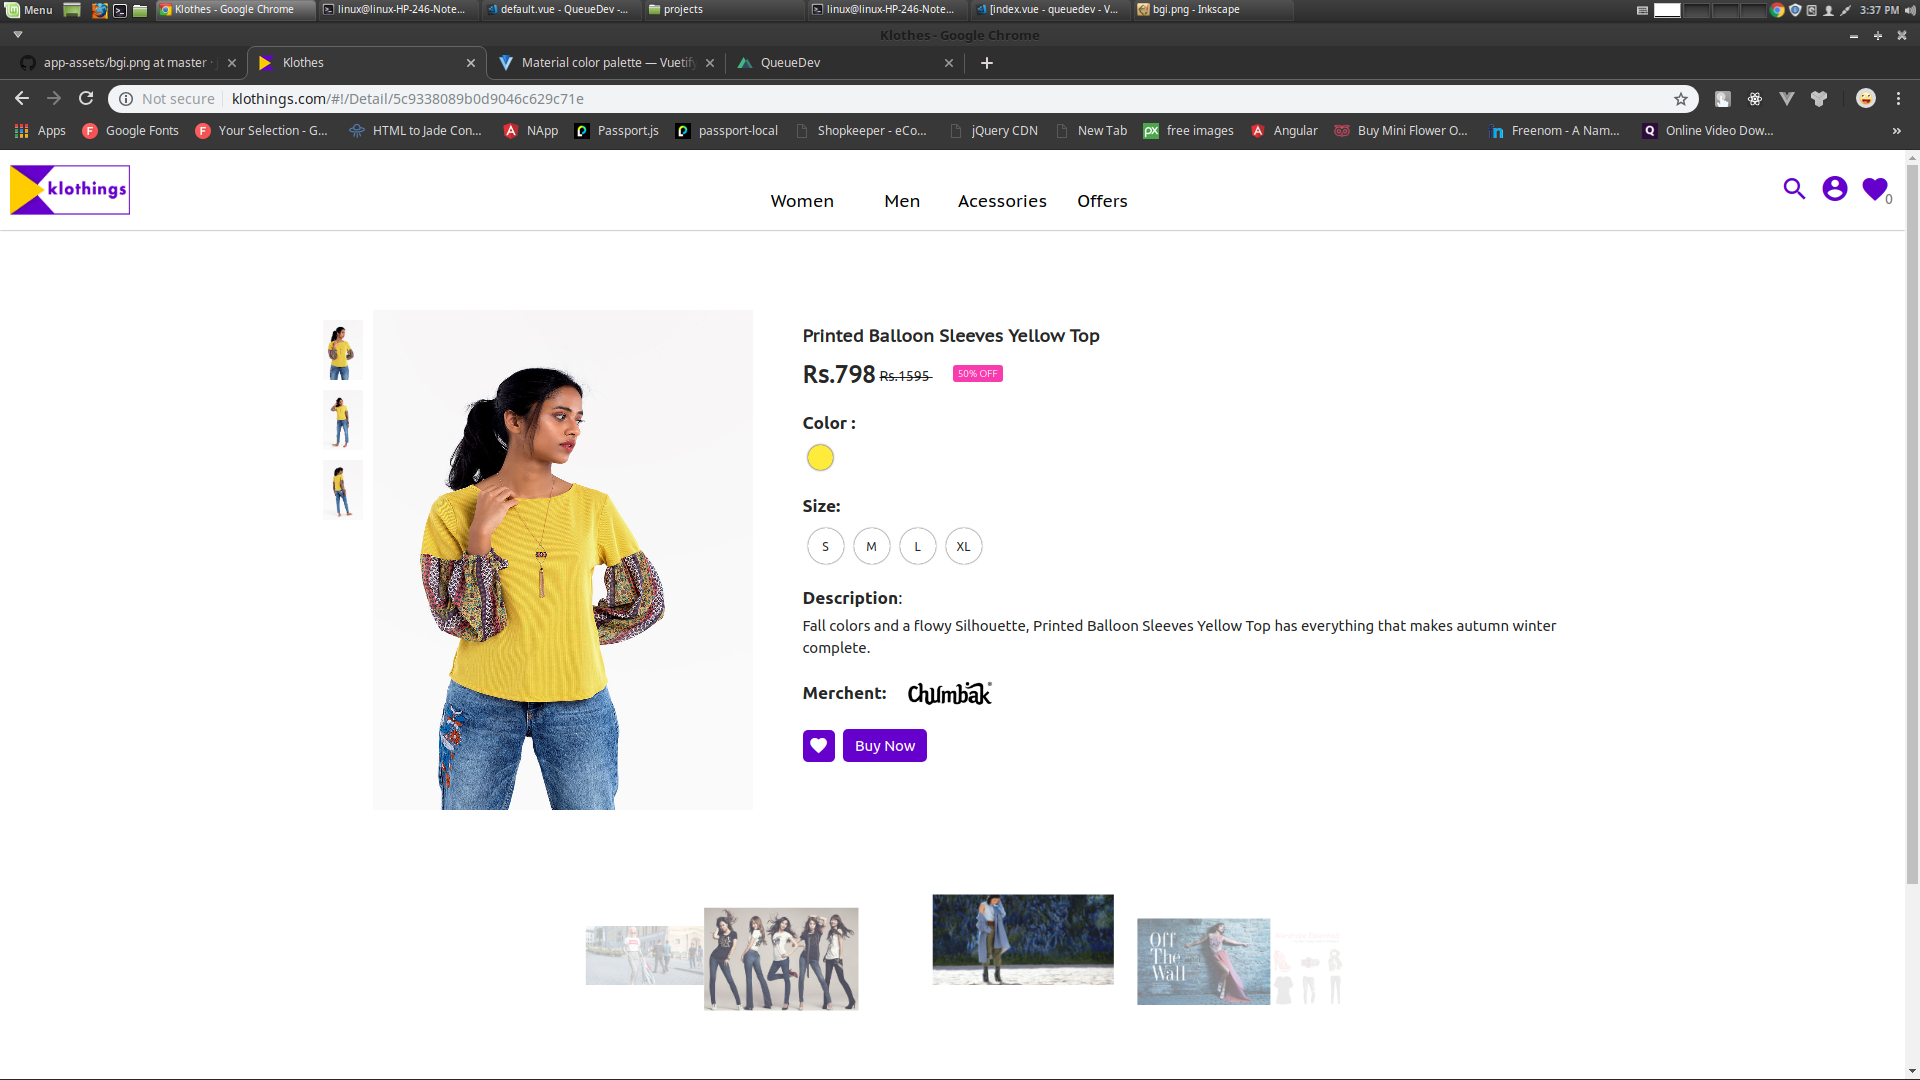 Menu
Klothes - Google Chrome
linux@linux-HP-246-Note...
default.vue - QueueDev -...
projects
linux@linux-HP-246-Note...
[index.vue - queuedev - V...
bgi.png - Inkscape
3:37 PM
Klothes - Google Chrome
app-assets/bgi.png at master ·
Klothes
Material color palette — Vuetify
QueueDev
Not secure
klothings.com/#!/Detail/5c9338089b0d9046c629c71e
Apps
Google Fonts
Your Selection - G...
HTML to Jade Con...
NApp
Passport.js
passport-local
Shopkeeper - eCo...
jQuery CDN
New Tab
free images
Angular
Buy Mini Flower O...
Freenom - A Nam...
Online Video Dow...
»
klothings
Women
Men
Acessories
Offers
0
Printed Balloon Sleeves Yellow Top
Rs.798 Rs.1595 50% OFF
Color :
Size:
S M L XL
Description:
Fall colors and a flowy Silhouette, Printed Balloon Sleeves Yellow Top has everything that makes autumn winter
complete.
Merchent: Chumbak
Buy Now
Off
The
Wall